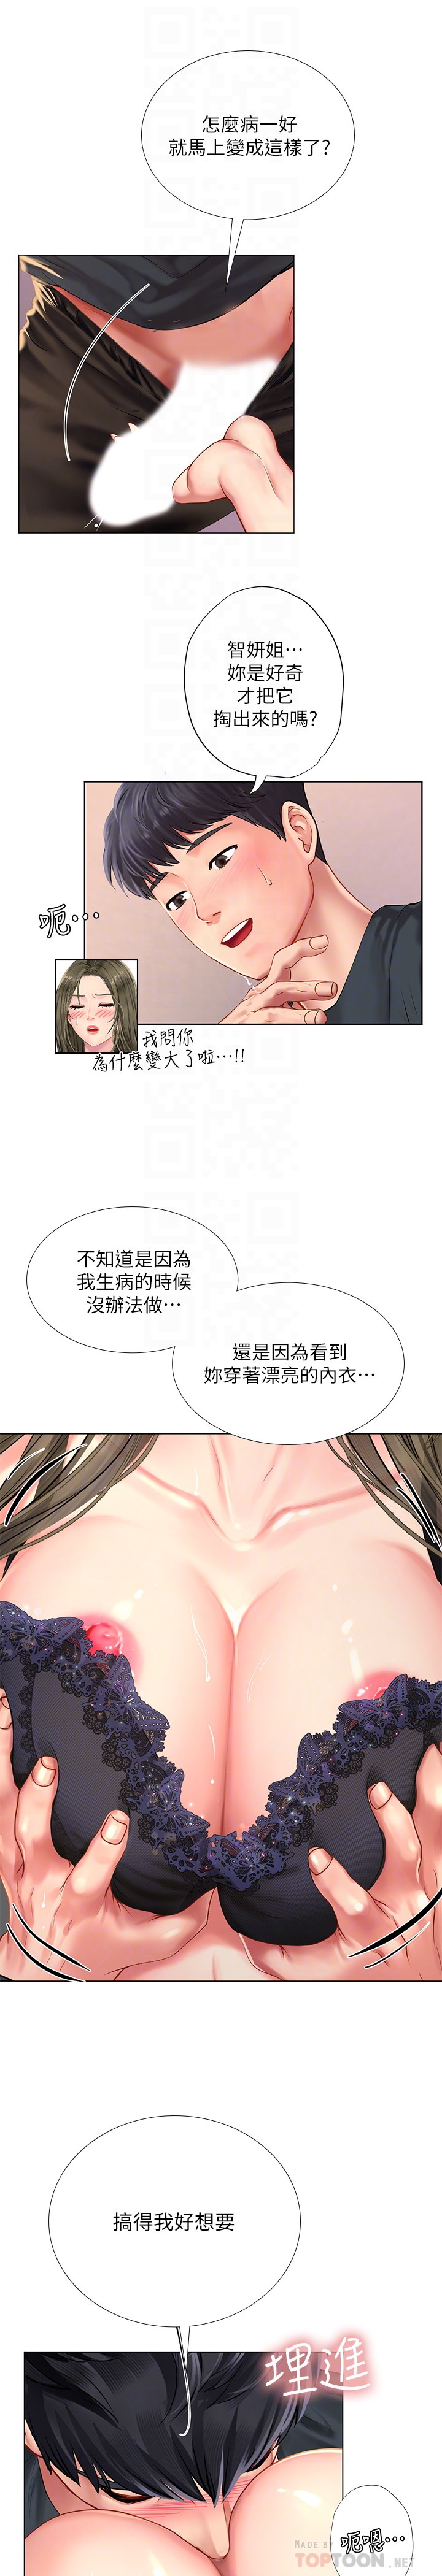 怎麼病一好
就馬上變成這樣了?
智妍姐⋯
妳是好奇
才把它
掏出來的嗎?
呃⋯
我問你
為什麼變大了啦⋯!!
不知道是因為
我生病的時候
沒辦法做⋯
還是因為看到
妳穿著漂亮的內衣⋯
搞得我好想要
埋進
呃嗯⋯
MADE BY
TOPTOON.NET